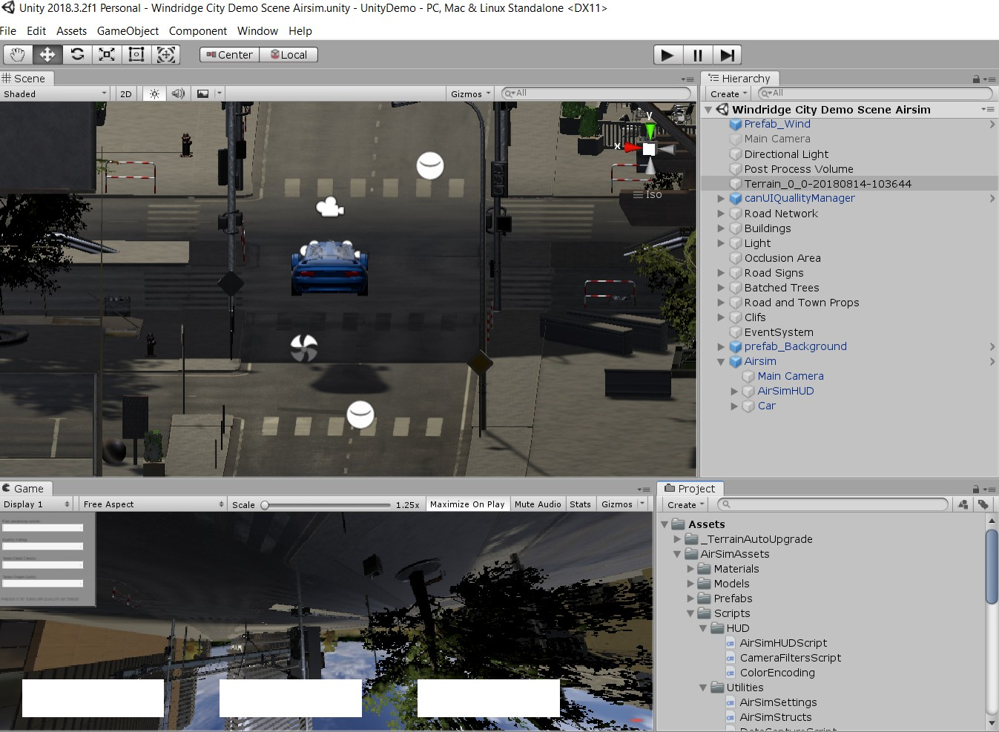 Unity 2018.3.2f1 Personal - Windridge City Demo Scene Airsim.unity - UnityDemo - PC, Mac & Linux Standalone <DX11>
File Edit Assets GameObject Component Window Help
Center Local
Scene
Shaded 2D Gizmos All
y
x
Iso
Hierarchy
Create All
Windridge City Demo Scene Airsim
Prefab_Wind
Main Camera
Directional Light
Post Process Volume
Terrain_0_0-20180814-103644
canUIQuallityManager
Road Network
Buildings
Light
Occlusion Area
Road Signs
Batched Trees
Road and Town Props
Clifs
EventSystem
prefab_Background
Airsim
Main Camera
AirSimHUD
Car
Game
Display 1 Free Aspect Scale 1.25x Maximize On Play Mute Audio Stats Gizmos
Project
Create
Assets
_TerrainAutoUpgrade
AirSimAssets
Materials
Models
Prefabs
Scripts
HUD
AirSimHUDScript
CameraFiltersScript
ColorEncoding
Utilities
AirSimSettings
AirSimStructs
DataCaptureScript